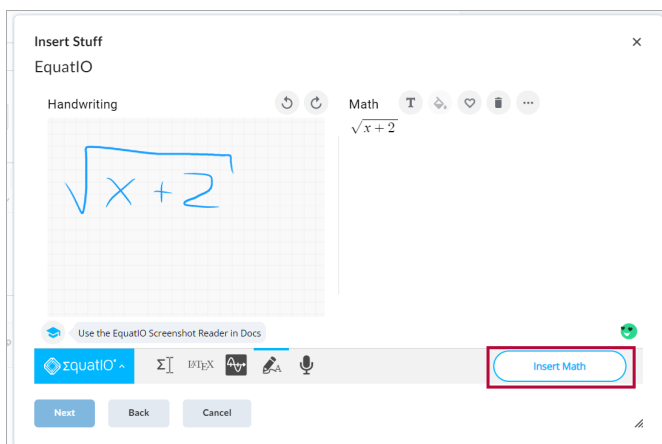 Insert Stuff
EquatIO
Handwriting
Math T
√x + 2
√x + 2
Use the EquatIO Screenshot Reader in Docs
ΣquatIO
Σ LATEX A Insert Math
Next Back Cancel